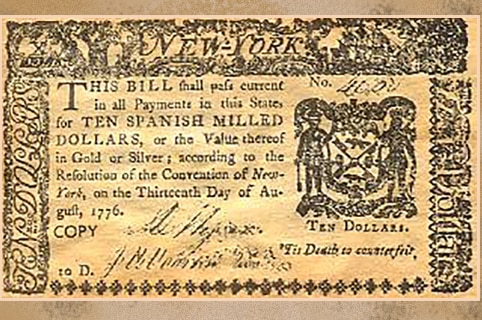 NEW-YORK
THIS BILL shall pass current
in all Payments in this State,
for TEN SPANISH MILLED
DOLLARS, or the Value thereof
in Gold or Silver; according to the
Resolution of the Convention of New-
York, on the Thirteenth Day of Au-
gust, 1776.
COPY
10 D.
No.
TEN DOLLARS.
'Tis Death to counterfeit.